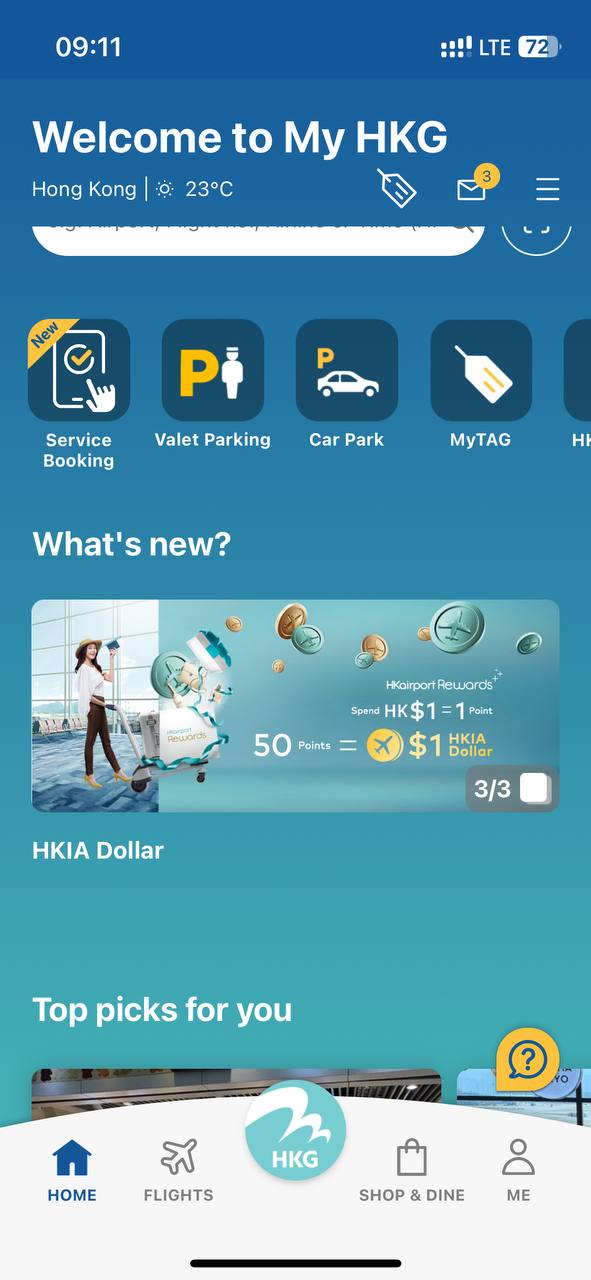 09:11
LTE 72
Welcome to My HKG
Hong Kong | 23°C
3
New
Service
Booking
Valet Parking
P
Car Park
MyTAG
HK
What's new?
HKairport Rewards
Spend HK$1 = 1 Point
50 Points = $1 HKIA
Dollar
HKairport
Rewards
3/3
HKIA Dollar
Top picks for you
HKG
HOME
FLIGHTS
SHOP & DINE
ME